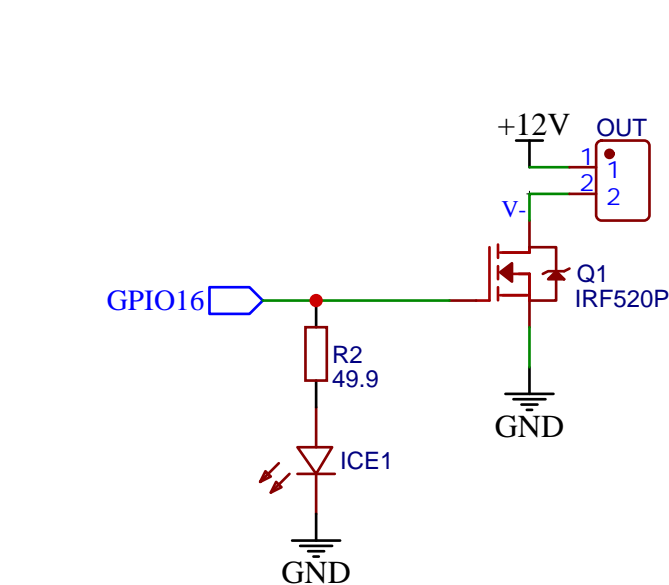 +12V
OUT
1
1
2
2
V-
Q1
IRF520P
GPIO16
R2
49.9
GND
ICE1
GND